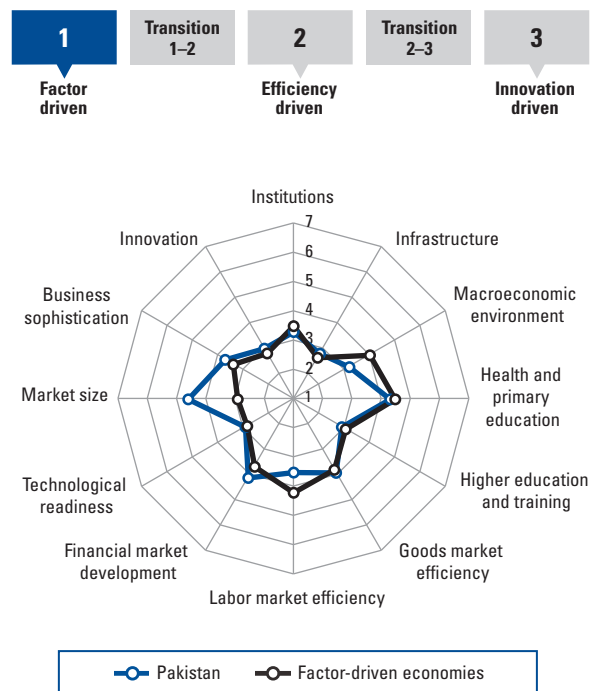 1
Transition
1–2
2
Transition
2–3
3
Factor
driven
Efficiency
driven
Innovation
driven
Institutions
7
Innovation
Infrastructure
6
5
Business
sophistication
Macroeconomic
environment
4
3
2
Market size
1
Health and
primary
education
Technological
readiness
Higher education
and training
Financial market
development
Goods market
efficiency
Labor market efficiency
Pakistan
Factor-driven economies